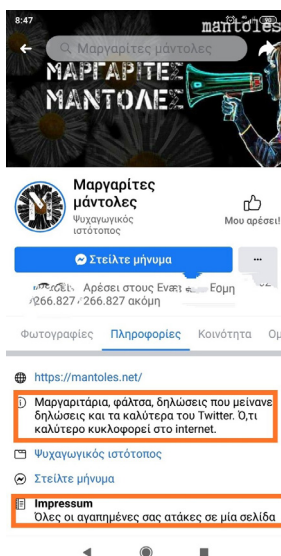 8:47
mantoles
Μαργαρίτες μάντολες
ΜΑΡΓΑΡΙΤΕΣ
ΜΑΝΤΟΛΕΣ
Μαργαρίτες
μάντολες
Ψυχαγωγικός
ιστότοπος
Μου αρέσει!
Στείλτε μήνυμα
Αρέσει στους
266.827 ακόμη
Φωτογραφίες Πληροφορίες Κοινότητα
https://mantoles.net/
Μαργαριτάρια, φάλτσα, δηλώσεις που μείνανε
δηλώσεις και τα καλύτερα του Twitter. Ό,τι
καλύτερο κυκλοφορεί στο internet.
Ψυχαγωγικός ιστότοπος
Στείλτε μήνυμα
Impressum
Όλες οι αγαπημένες σας ατάκες σε μία σελίδα